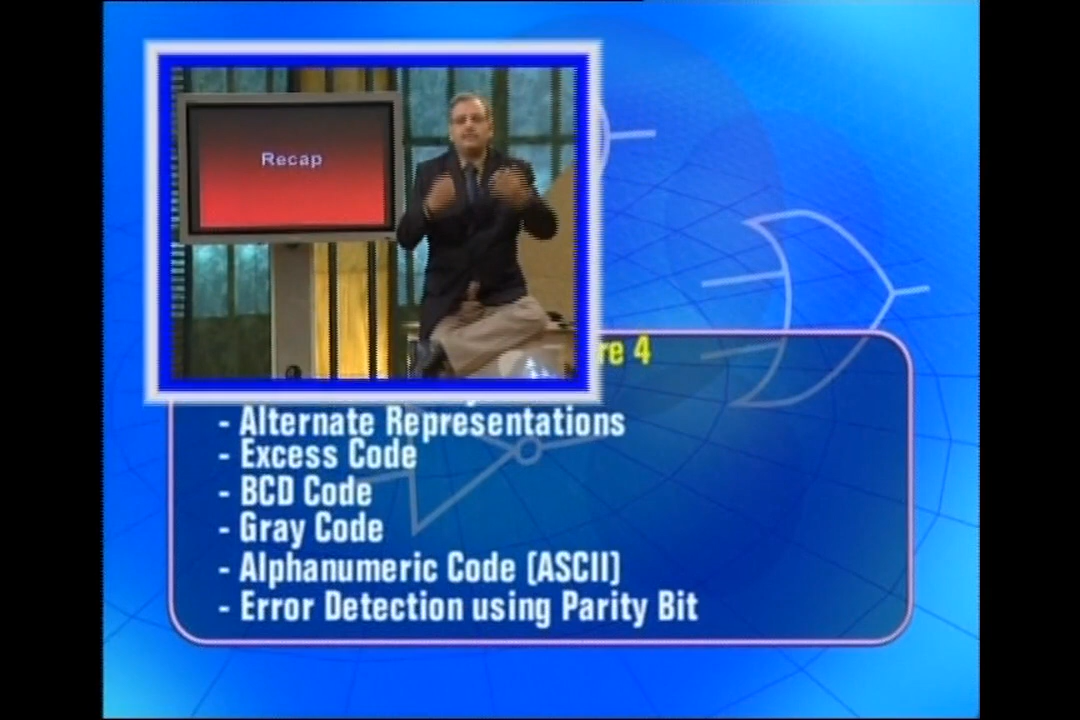 Recap
re 4
- Alternate Representations
- Excess Code
- BCD Code
- Gray Code
- Alphanumeric Code (ASCII)
- Error Detection using Parity Bit